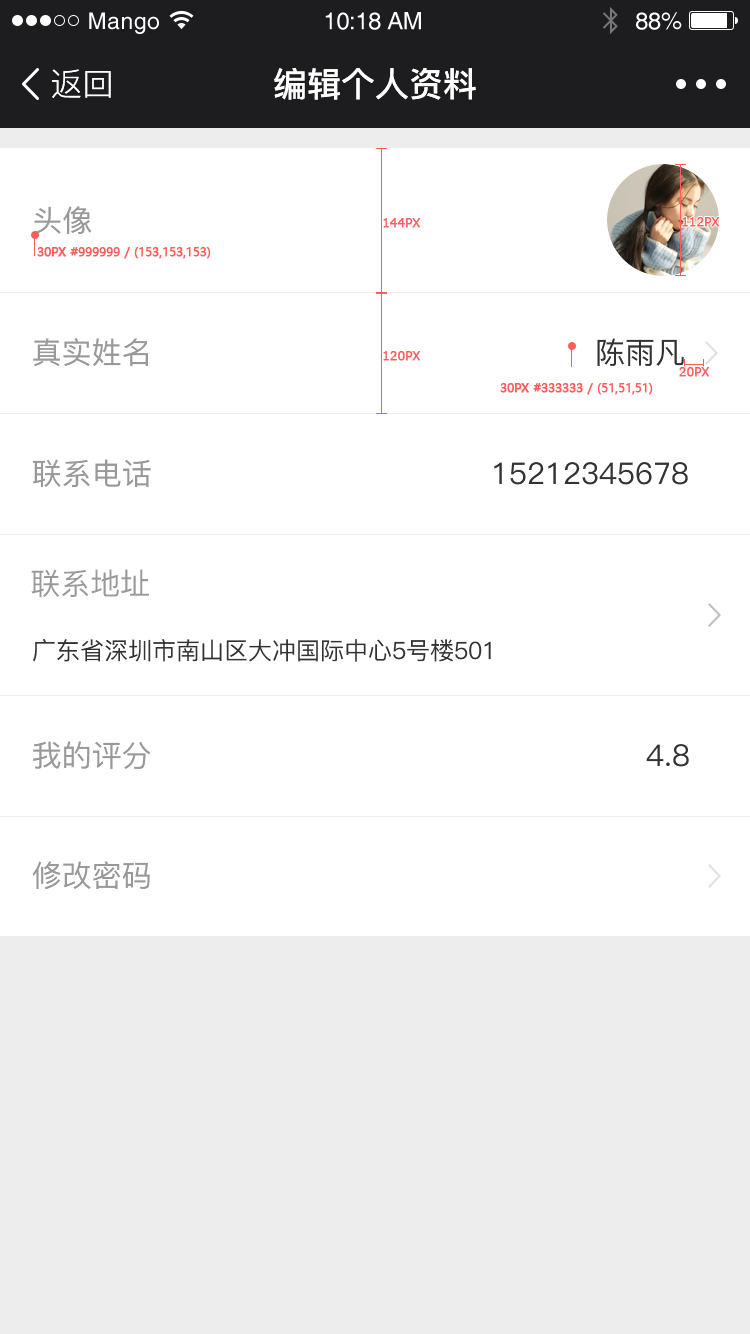 Mango 10:18 AM 88%
返回 编辑个人资料
头像
144PX
112PX
30PX #999999 / (153,153,153)
真实姓名 陈雨凡
120PX
20PX
30PX #333333 / (51,51,51)
联系电话 15212345678
联系地址
广东省深圳市南山区大冲国际中心5号楼501
我的评分 4.8
修改密码